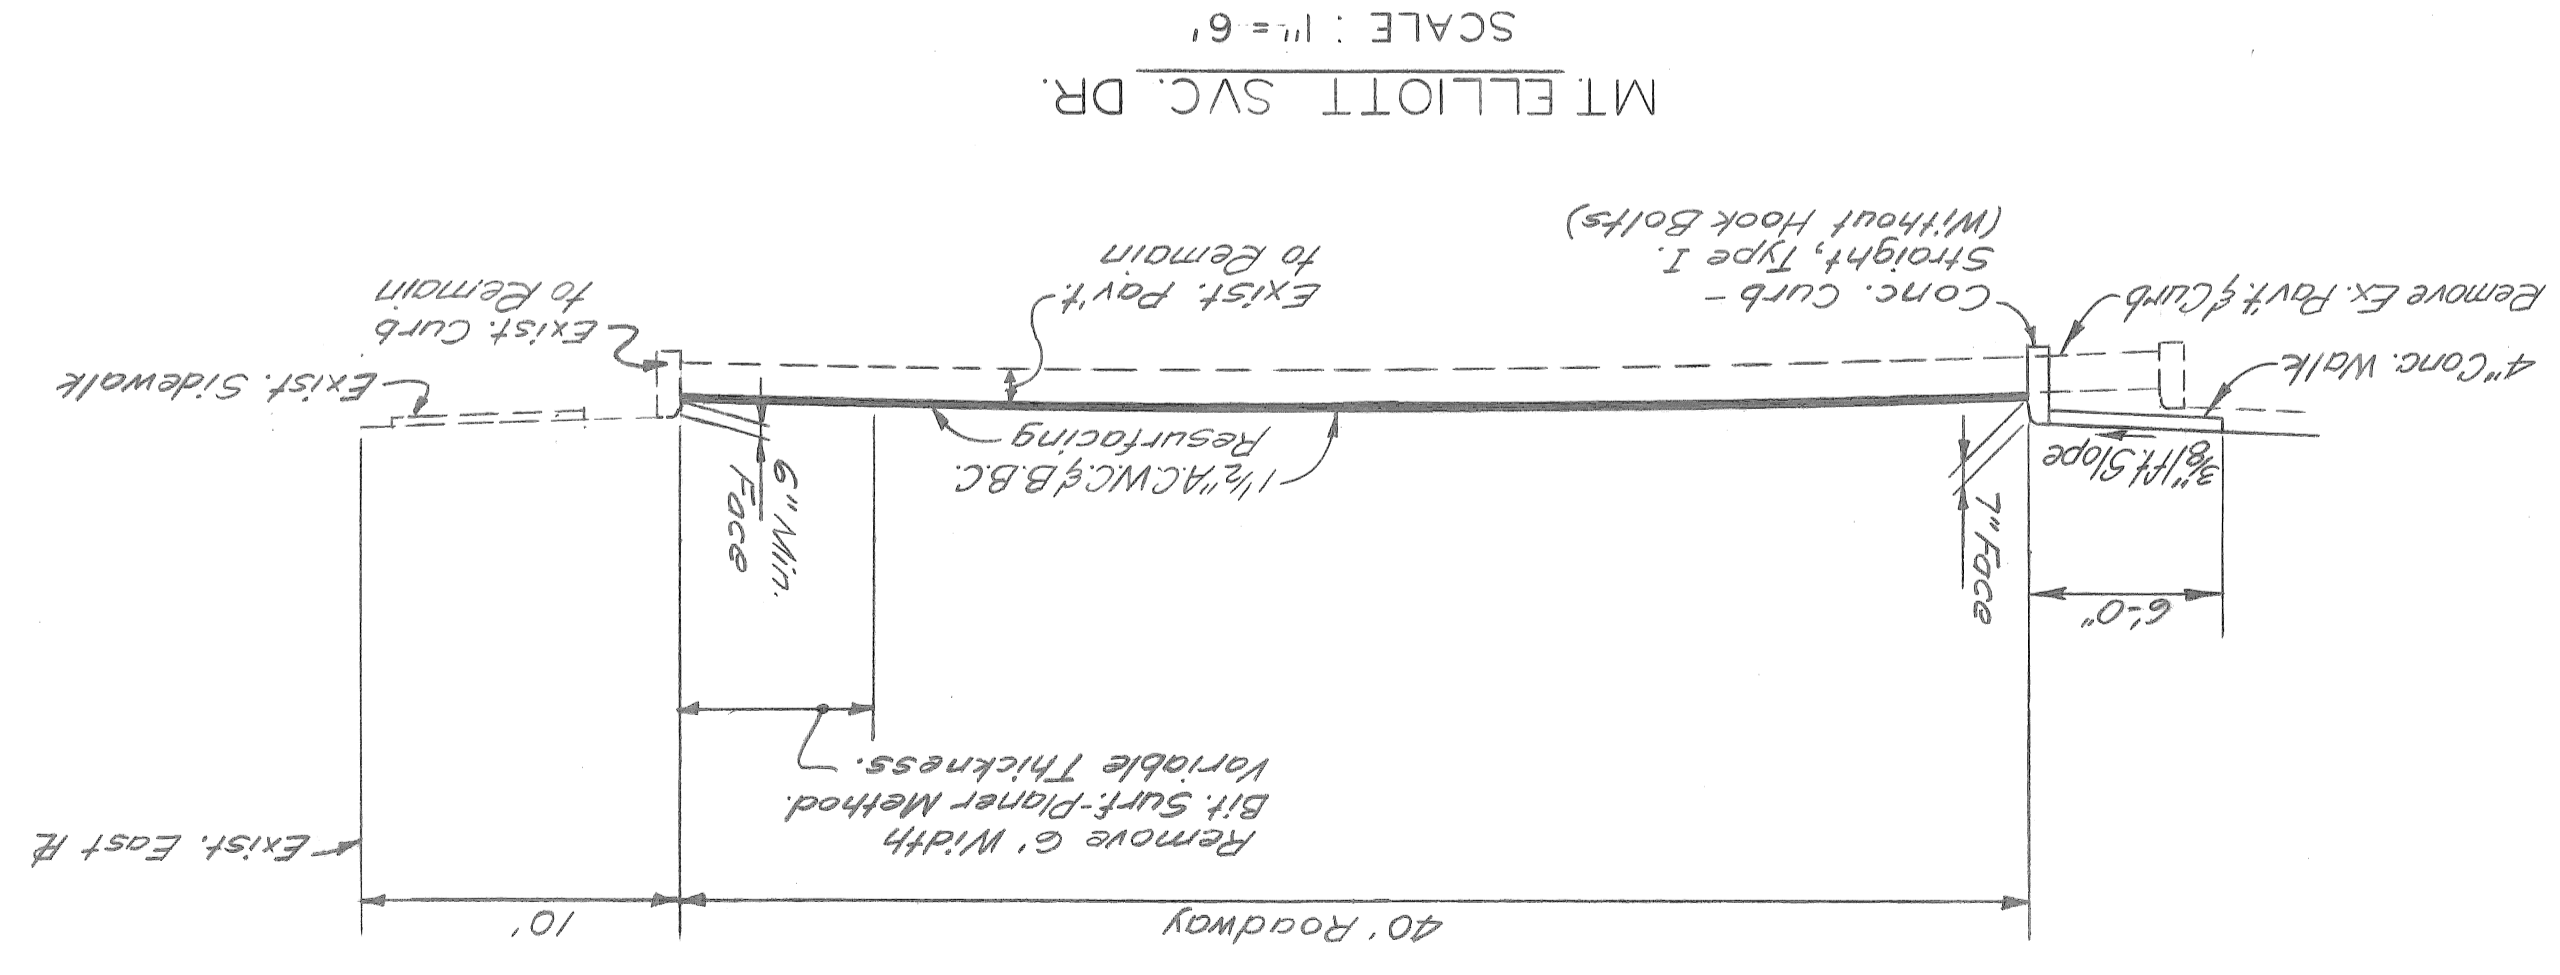 40' Roadway
10'
Remove 6' Width
Bit. Surf.-Planer Method.
Variable Thickness.
Exist. East PL
6'-0"
7" Face
6" Min.
Face
3/8"/ft. Slope
1½" A.C.W.C. & B.B.C.
Resurfacing
4" Conc. Walk
Remove Ex. Pav't. & Curb
Conc. Curb -
Straight, Type I.
(Without Hook Bolts)
Exist. Pav't.
to Remain
Exist. Curb
to Remain
Exist. Sidewalk
MT. ELLIOTT SVC. DR.
SCALE : 1" = 6'